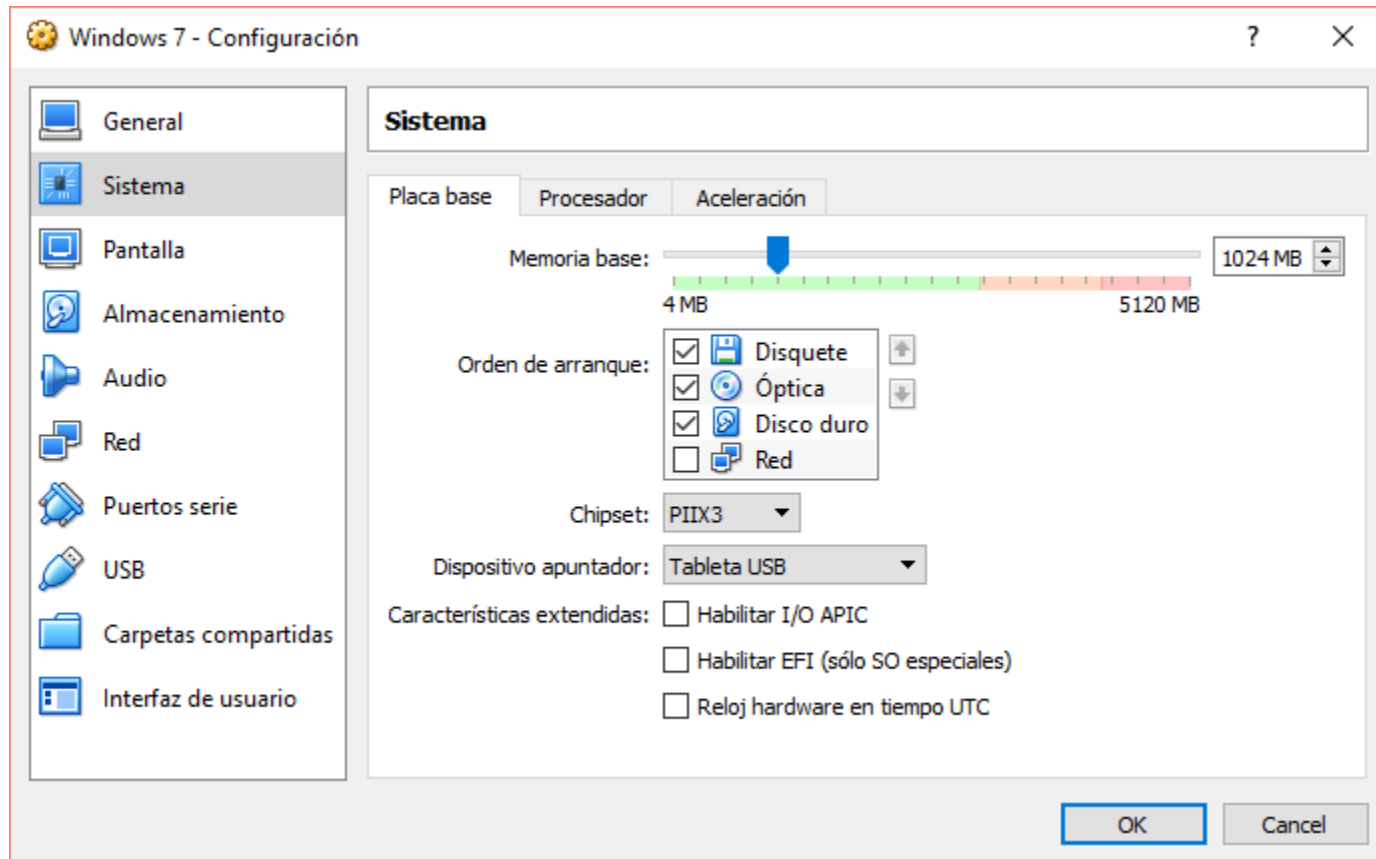 Windows 7 - Configuración
?
General
Sistema
Pantalla
Almacenamiento
Audio
Red
Puertos serie
USB
Carpetas compartidas
Interfaz de usuario
Sistema
Placa base
Procesador
Aceleración
Memoria base:
1024 MB
4 MB
5120 MB
Orden de arranque:
Disquete
Óptica
Disco duro
Red
Chipset:
PIIX3
Dispositivo apuntador:
Tableta USB
Características extendidas:
Habilitar I/O APIC
Habilitar EFI (sólo SO especiales)
Reloj hardware en tiempo UTC
OK
Cancel